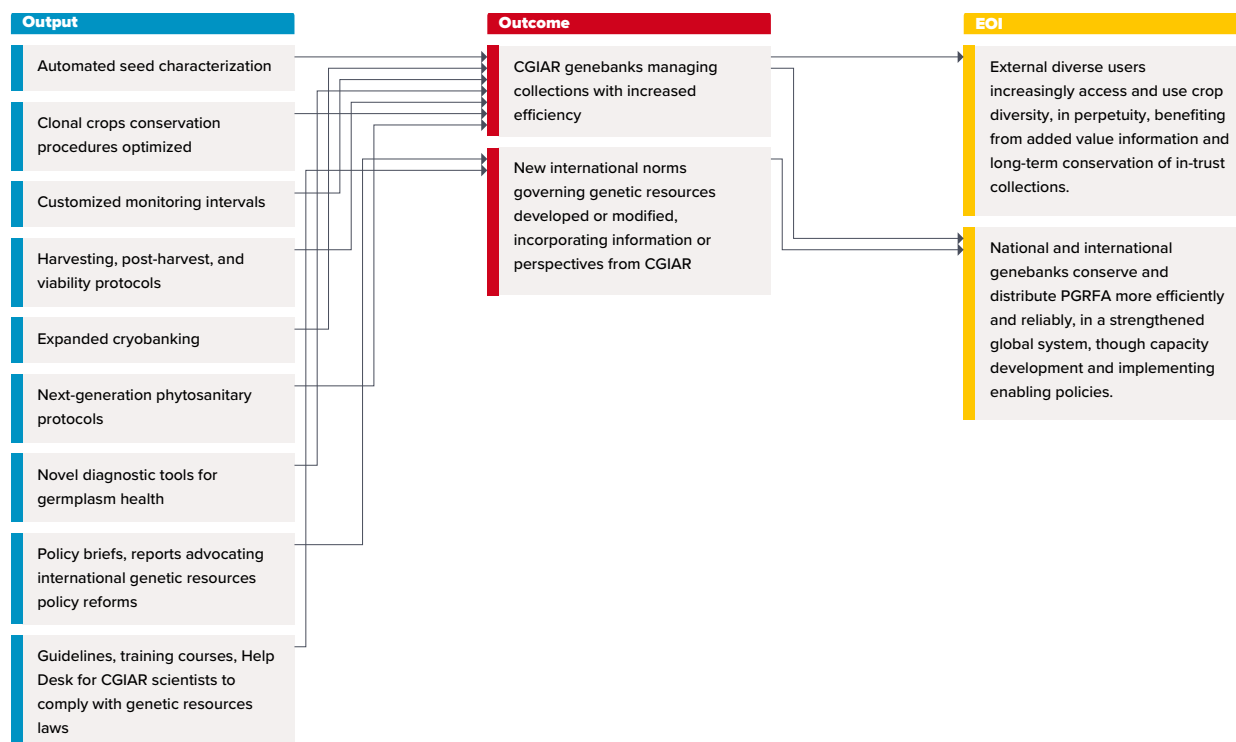 Output
Automated seed characterization
Clonal crops conservation
procedures optimized
Customized monitoring intervals
Harvesting, post-harvest, and
viability protocols
Expanded cryobanking
Next-generation phytosanitary
protocols
Novel diagnostic tools for
germplasm health
Policy briefs, reports advocating
international genetic resources
policy reforms
Guidelines, training courses, Help
Desk for CGIAR scientists to
comply with genetic resources
laws
Outcome
CGIAR genebanks managing
collections with increased
efficiency
New international norms
governing genetic resources
developed or modified,
incorporating information or
perspectives from CGIAR
EOI
External diverse users
increasingly access and use crop
diversity, in perpetuity, benefiting
from added value information and
long-term conservation of in-trust
collections.
National and international
genebanks conserve and
distribute PGRFA more efficiently
and reliably, in a strengthened
global system, though capacity
development and implementing
enabling policies.